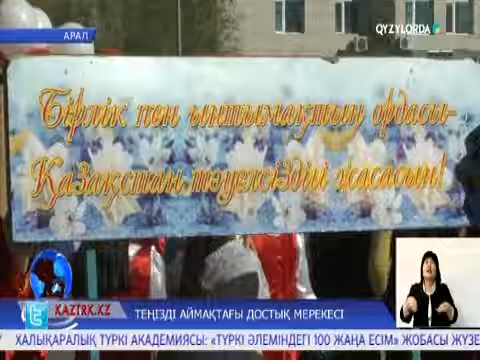 АРАЛ
QYZYLORDA
Бірлік пен ынтымақтың ордасы-
Қазақстан тәуелсіздігі жасасын!
KAZTRK.KZ
ТЕҢІЗДІ АЙМАҚТАҒЫ ДОСТЫҚ МЕРЕКЕСІ
ХАЛЫҚАРАЛЫҚ ТҮРКІ АКАДЕМИЯСЫ: «ТҮРКІ ӘЛЕМІНДЕГІ 100 ЖАҢА ЕСІМ» ЖОБАСЫ ЖҮЗЕ